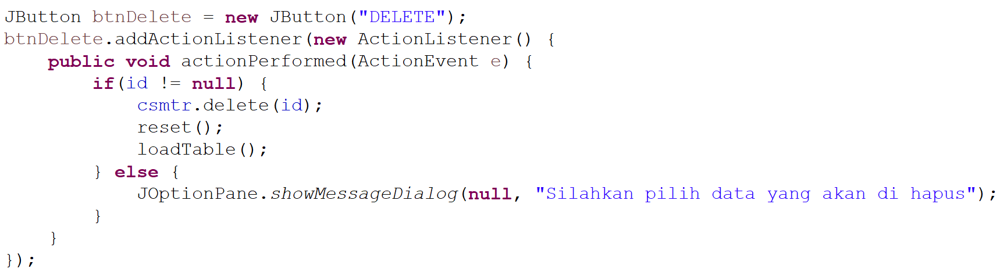 JButton btnDelete = new JButton("DELETE");
btnDelete.addActionListener(new ActionListener() {
    public void actionPerformed(ActionEvent e) {
        if(id != null) {
            csmtr.delete(id);
            reset();
            loadTable();
        } else {
            JOptionPane.showMessageDialog(null, "Silahkan pilih data yang akan di hapus");
        }
    }
});